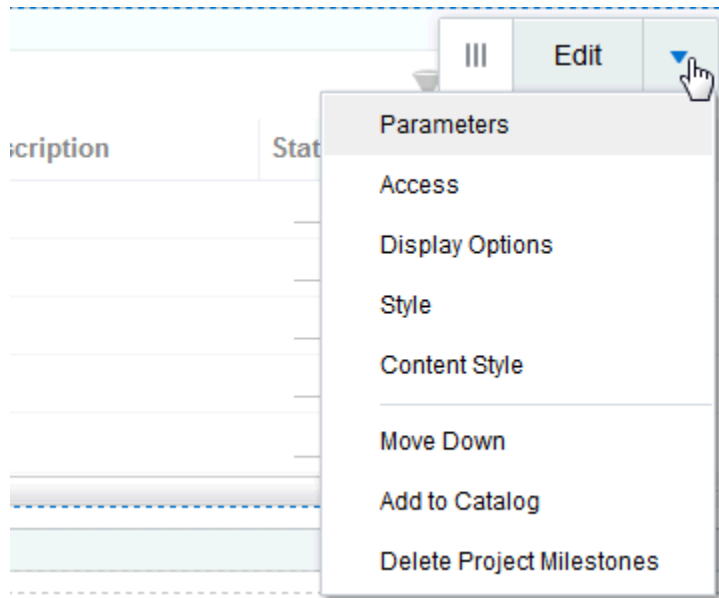 Edit
Parameters
scription Stat
Access
Display Options
Style
Content Style
Move Down
Add to Catalog
Delete Project Milestones